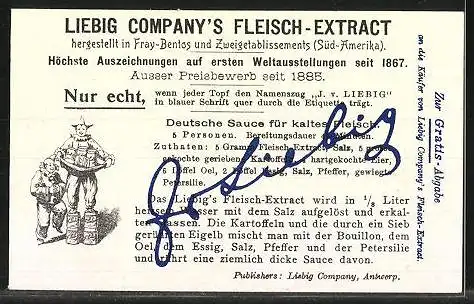 LIEBIG COMPANY'S FLEISCH-EXTRACT
hergestellt in Fray-Bentos und Zweigetablissements (Süd-Amerika).
Höchste Auszeichnungen auf ersten Weltausstellungen seit 1867.
Ausser Preisbewerb seit 1885.
Nur echt,
wenn jeder Topf den Namenszug „J. v. LIEBIG"
in blauer Schrift quer durch die Etiquette trägt.
Deutsche Sauce für kaltes Fleisch.
5 Personen. Bereitungsdauer Minuten.
Zuthaten: 5 Gramm Fleisch-Extract, Salz, 5
gekochte geriebene Kartoffeln, hartgekochte Eier,
6 Löffel Oel, 2 Essig, Salz, Pfeffer, gewiegte
Petersilie.
Das Liebig's Fleisch-Extract wird in 1/8 Liter
heissem Wasser mit dem Salz aufgelöst und erkal-
ten lassen. Die Kartoffeln und die durch ein Sieb
gerührten Eigelb mischt man mit der Bouillon, dem
Oel, dem Essig, Salz, Pfeffer und der Petersilie
und rührt eine ziemlich dicke Sauce davon.
Publishers: Liebig Company, Antwerp.
J v Liebig
Zur Gratis-Abgabe
an die Käufer von Liebig Company's Fleisch-Extract.